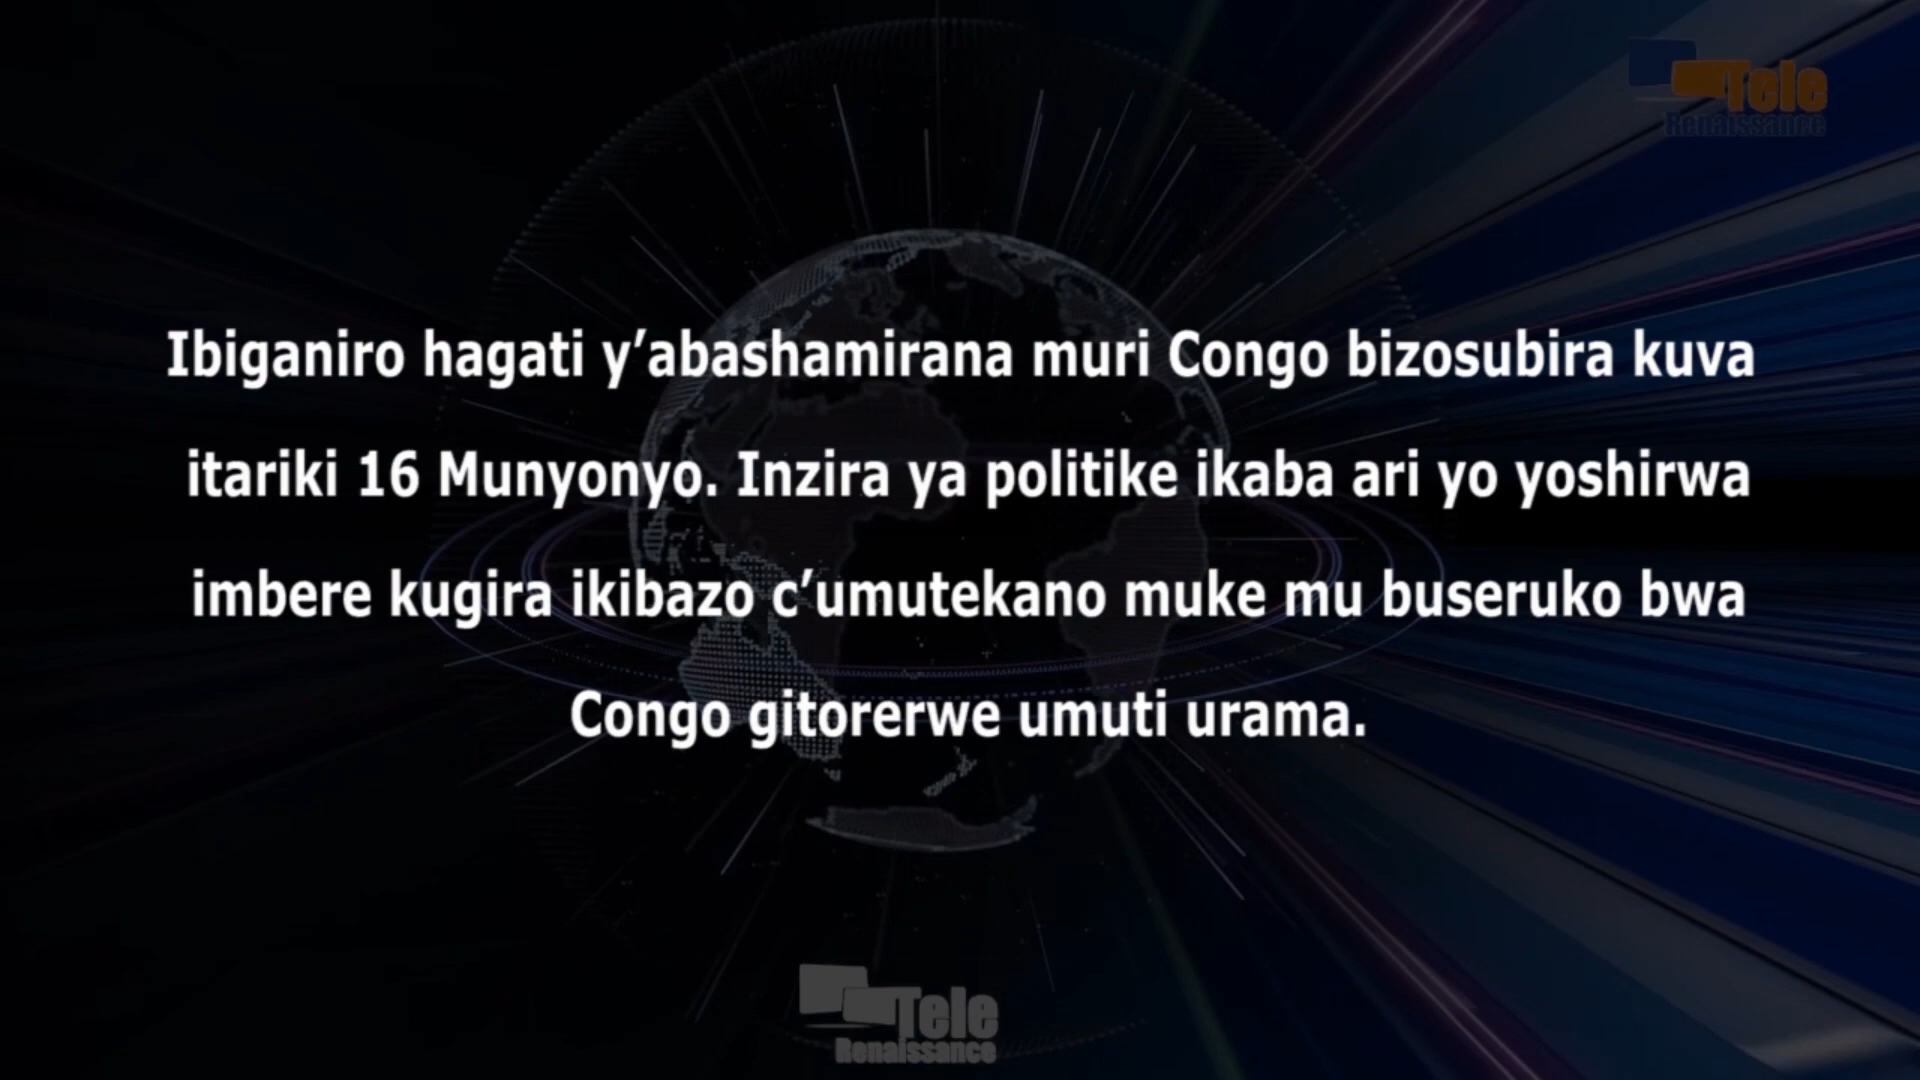 Tele
Renaissance
Ibiganiro hagati y’abashamirana muri Congo bizosubira kuva
itariki 16 Munyonyo. Inzira ya politike ikaba ari yo yoshirwa
imbere kugira ikibazo c’umutekano muke mu buseruko bwa
Congo gitorerwe umuti urama.
Tele
Renaissance